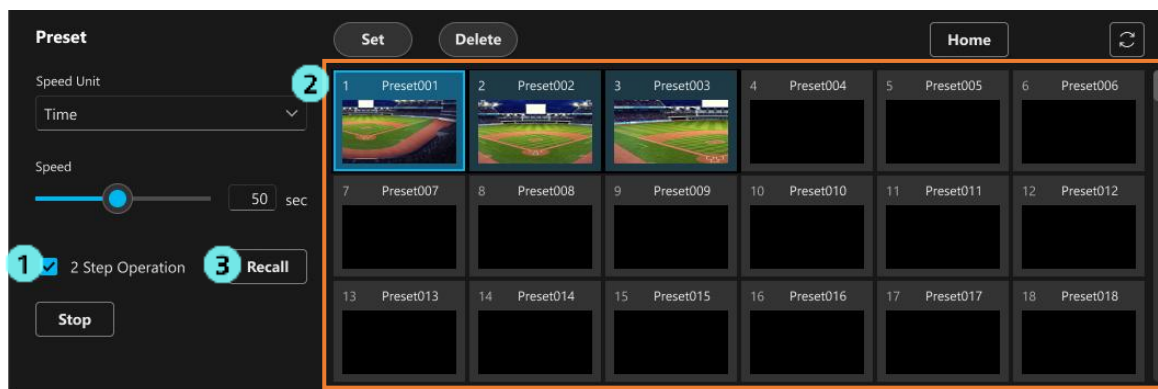 Preset
Set
Delete
Home
Speed Unit
Time
Speed
50 sec
1
2 Step Operation
3
Recall
Stop
2
1 Preset001
2 Preset002
3 Preset003
4 Preset004
5 Preset005
6 Preset006
7 Preset007
8 Preset008
9 Preset009
10 Preset010
11 Preset011
12 Preset012
13 Preset013
14 Preset014
15 Preset015
16 Preset016
17 Preset017
18 Preset018